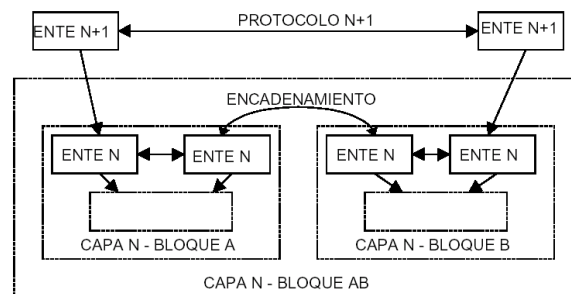 PROTOCOLO N+1
ENTE N+1
ENTE N+1
ENCADENAMIENTO
ENTE N
ENTE N
ENTE N
ENTE N
CAPA N - BLOQUE A
CAPA N - BLOQUE B
CAPA N - BLOQUE AB